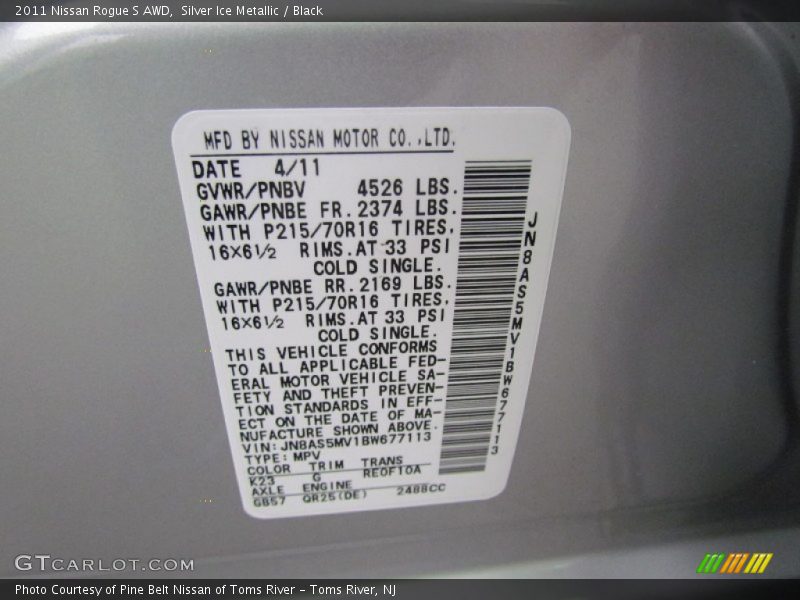 2011 Nissan Rogue S AWD,  Silver Ice Metallic / Black
MFD BY NISSAN MOTOR CO.,LTD.
DATE 4/11
GVWR/PNBV 4526 LBS.
GAWR/PNBE FR. 2374 LBS.
WITH P215/70R16 TIRES.
16×6½ RIMS. AT 33 PSI
COLD SINGLE.
GAWR/PNBE RR. 2169 LBS.
WITH P215/70R16 TIRES.
16×6½ RIMS. AT 33 PSI
COLD SINGLE.
THIS VEHICLE CONFORMS
TO ALL APPLICABLE FED-
ERAL MOTOR VEHICLE SA-
FETY AND THEFT PREVEN-
TION STANDARDS IN EFF-
ECT ON THE DATE OF MA-
NUFACTURE SHOWN ABOVE.
VIN: JN8AS5MV1BW677113
TYPE: MPV
COLOR TRIM TRANS
K23 G RE0F10A
AXLE ENGINE
GB57 QR25(DE) 2488CC
JN8AS5MV1BW677113
GTCARLOT.COM
Photo Courtesy of Pine Belt Nissan of Toms River – Toms River, NJ